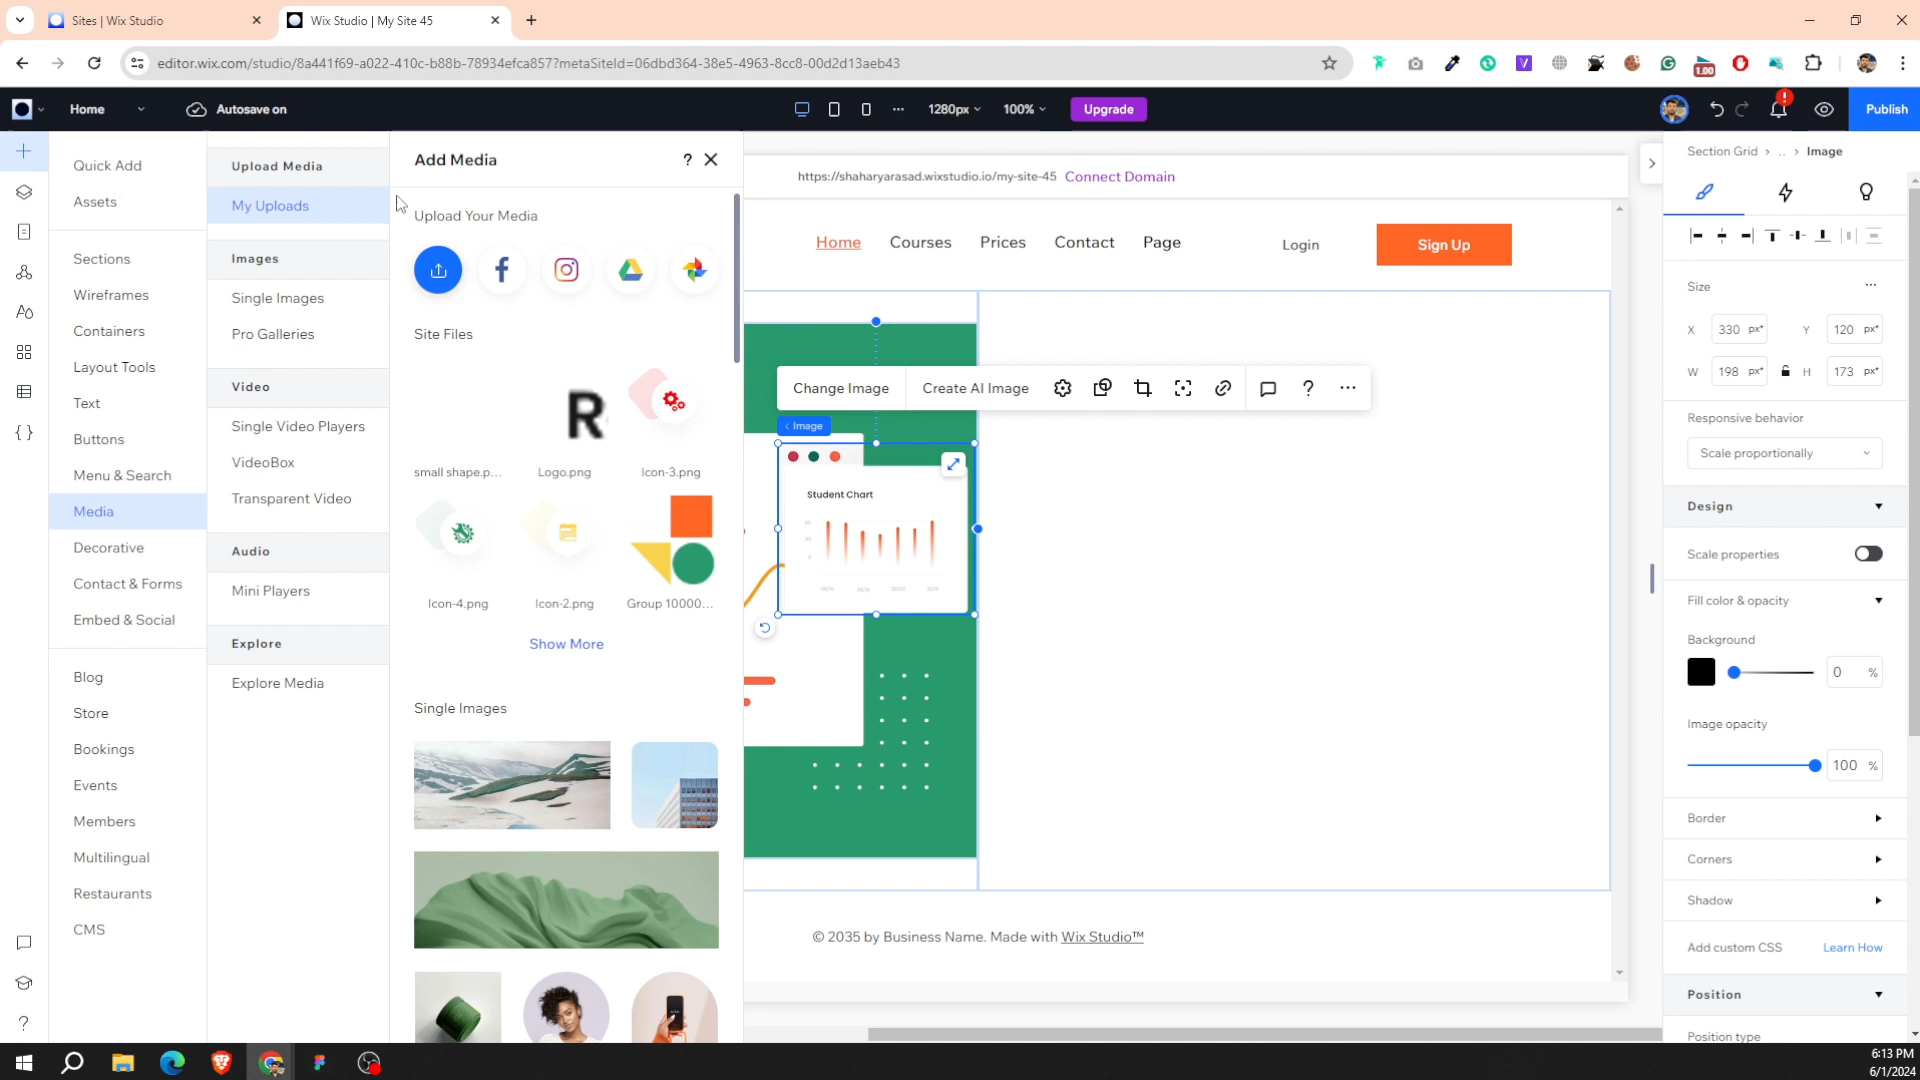 Sites | Wix Studio
Wix Studio | My Site 45
editor.wix.com/studio/8a441f69-a022-410c-b88b-78934efca857?metaSiteId=06dbd364-38e5-4963-8cc8-00d2d13aeb43
1.00
Home
Autosave on
1280px
100%
Upgrade
Publish
Quick Add
Assets
Sections
Wireframes
Containers
Layout Tools
Text
Buttons
Menu & Search
Media
Decorative
Contact & Forms
Embed & Social
Blog
Store
Bookings
Events
Members
Multilingual
Restaurants
CMS
Upload Media
My Uploads
Images
Single Images
Pro Galleries
Video
Single Video Players
VideoBox
Transparent Video
Audio
Mini Players
Explore
Explore Media
Add Media
Upload Your Media
Site Files
R
small shape.p...
Logo.png
Icon-3.png
Icon-4.png
Icon-2.png
Group 10000...
Show More
Single Images
https://shaharyarasad.wixstudio.io/my-site-45 Connect Domain
Home
Courses
Prices
Contact
Page
Login
Sign Up
Change Image
Create AI Image
Image
Student Chart
© 2035 by Business Name. Made with Wix Studio™
Section Grid > .. > Image
Size
X 330 px*
Y 120 px*
W 198 px*
H 173 px*
Responsive behavior
Scale proportionally
Design
Scale properties
Fill color & opacity
Background
0 %
Image opacity
100 %
Border
Corners
Shadow
Add custom CSS
Learn How
Position
Position type
6:13 PM
6/1/2024